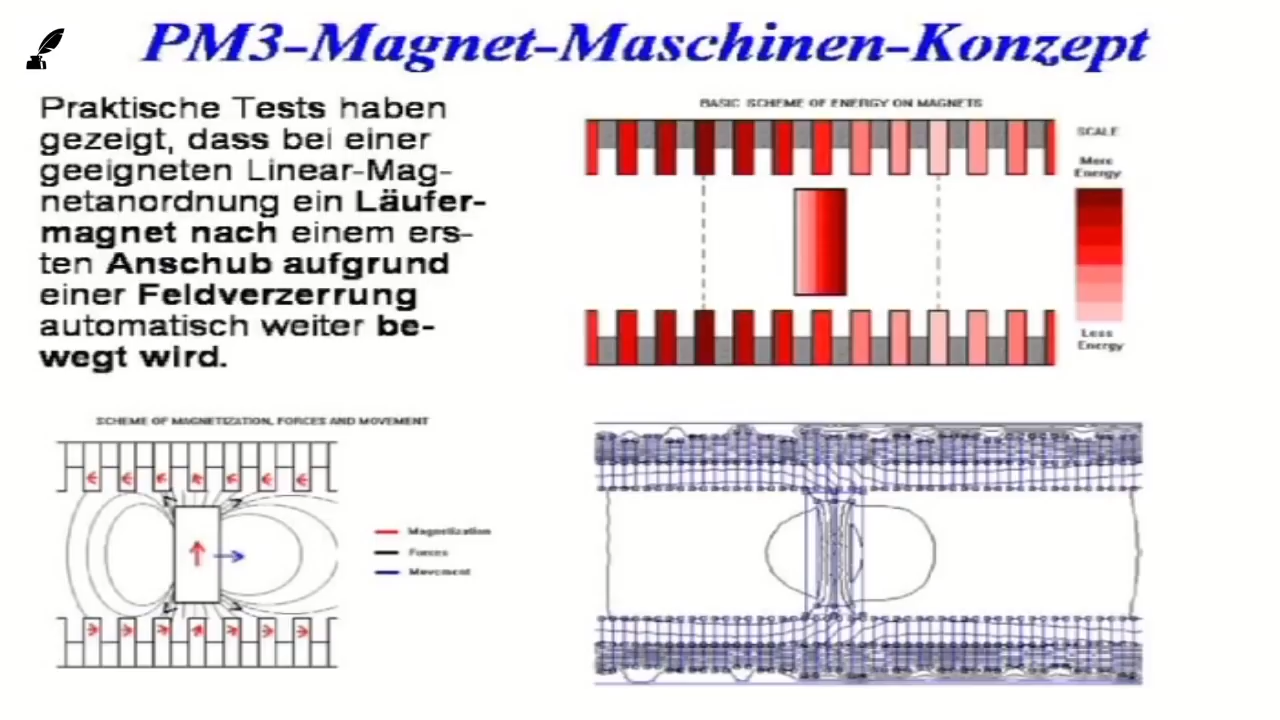 PM3-Magnet-Maschinen-Konzept
Praktische Tests haben
gezeigt, dass bei einer
geeigneten Linear-Mag-
netanordnung ein Läufer-
magnet nach einem ers-
ten Anschub aufgrund
einer Feldverzerrung
automatisch weiter be-
wegt wird.
BASIC SCHEME OF ENERGY ON MAGNETS
SCALE
More
Energy
Less
Energy
SCHEME OF MAGNETIZATION, FORCES AND MOVEMENT
Magnetization
Forces
Movement